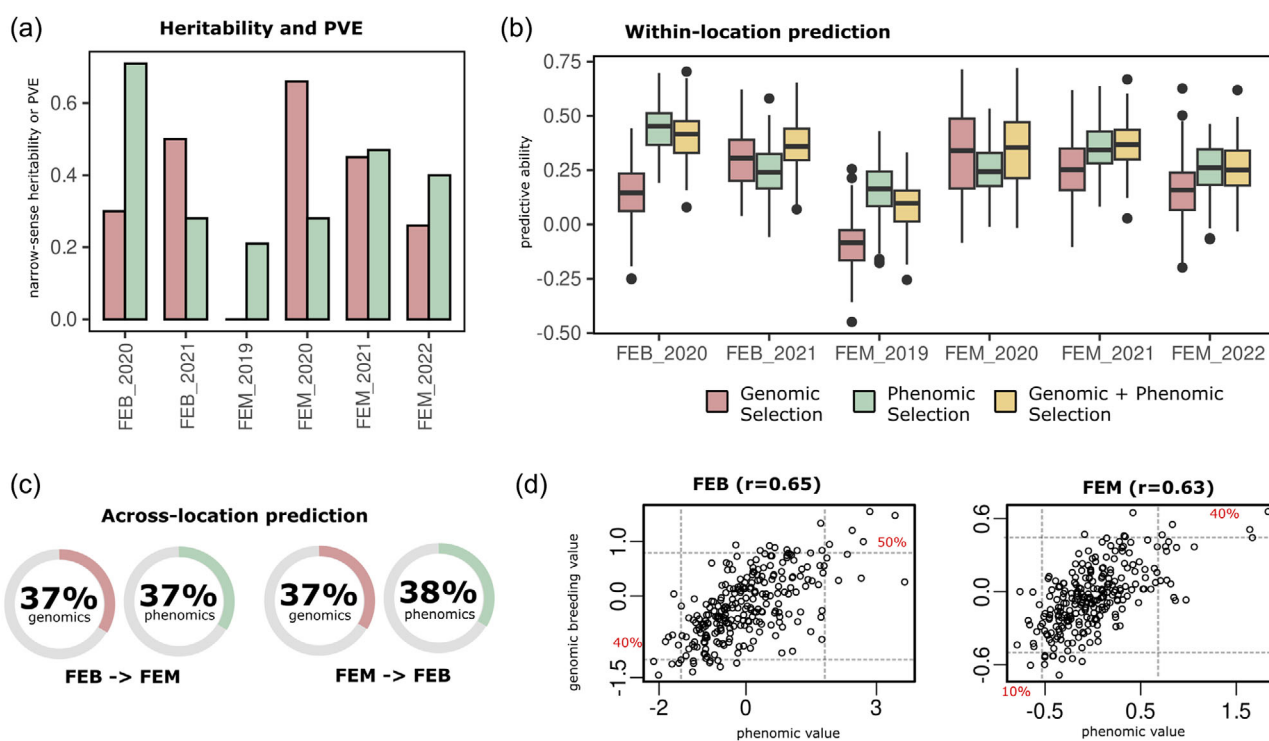 (a)
Heritability and PVE
narrow-sense heritability or PVE
0.6
0.4
0.2
0.0
FEB_2020
FEB_2021
FEM_2019
FEM_2020
FEM_2021
FEM_2022
(b)
Within-location prediction
predictive ability
0.75
0.50
0.25
0.00
-0.25
-0.50
FEB_2020
FEB_2021
FEM_2019
FEM_2020
FEM_2021
FEM_2022
Genomic
Selection
Phenomic
Selection
Genomic + Phenomic
Selection
(c)
Across-location prediction
37%
genomics
37%
phenomics
37%
genomics
38%
phenomics
FEB -> FEM
FEM -> FEB
(d)
FEB (r=0.65)
genomic breeding value
1.0
0.0
-1.5
50%
40%
-2
0
3
phenomic value
FEM (r=0.63)
0.6
0.0
-0.6
40%
10%
-0.5
0.5
1.5
phenomic value